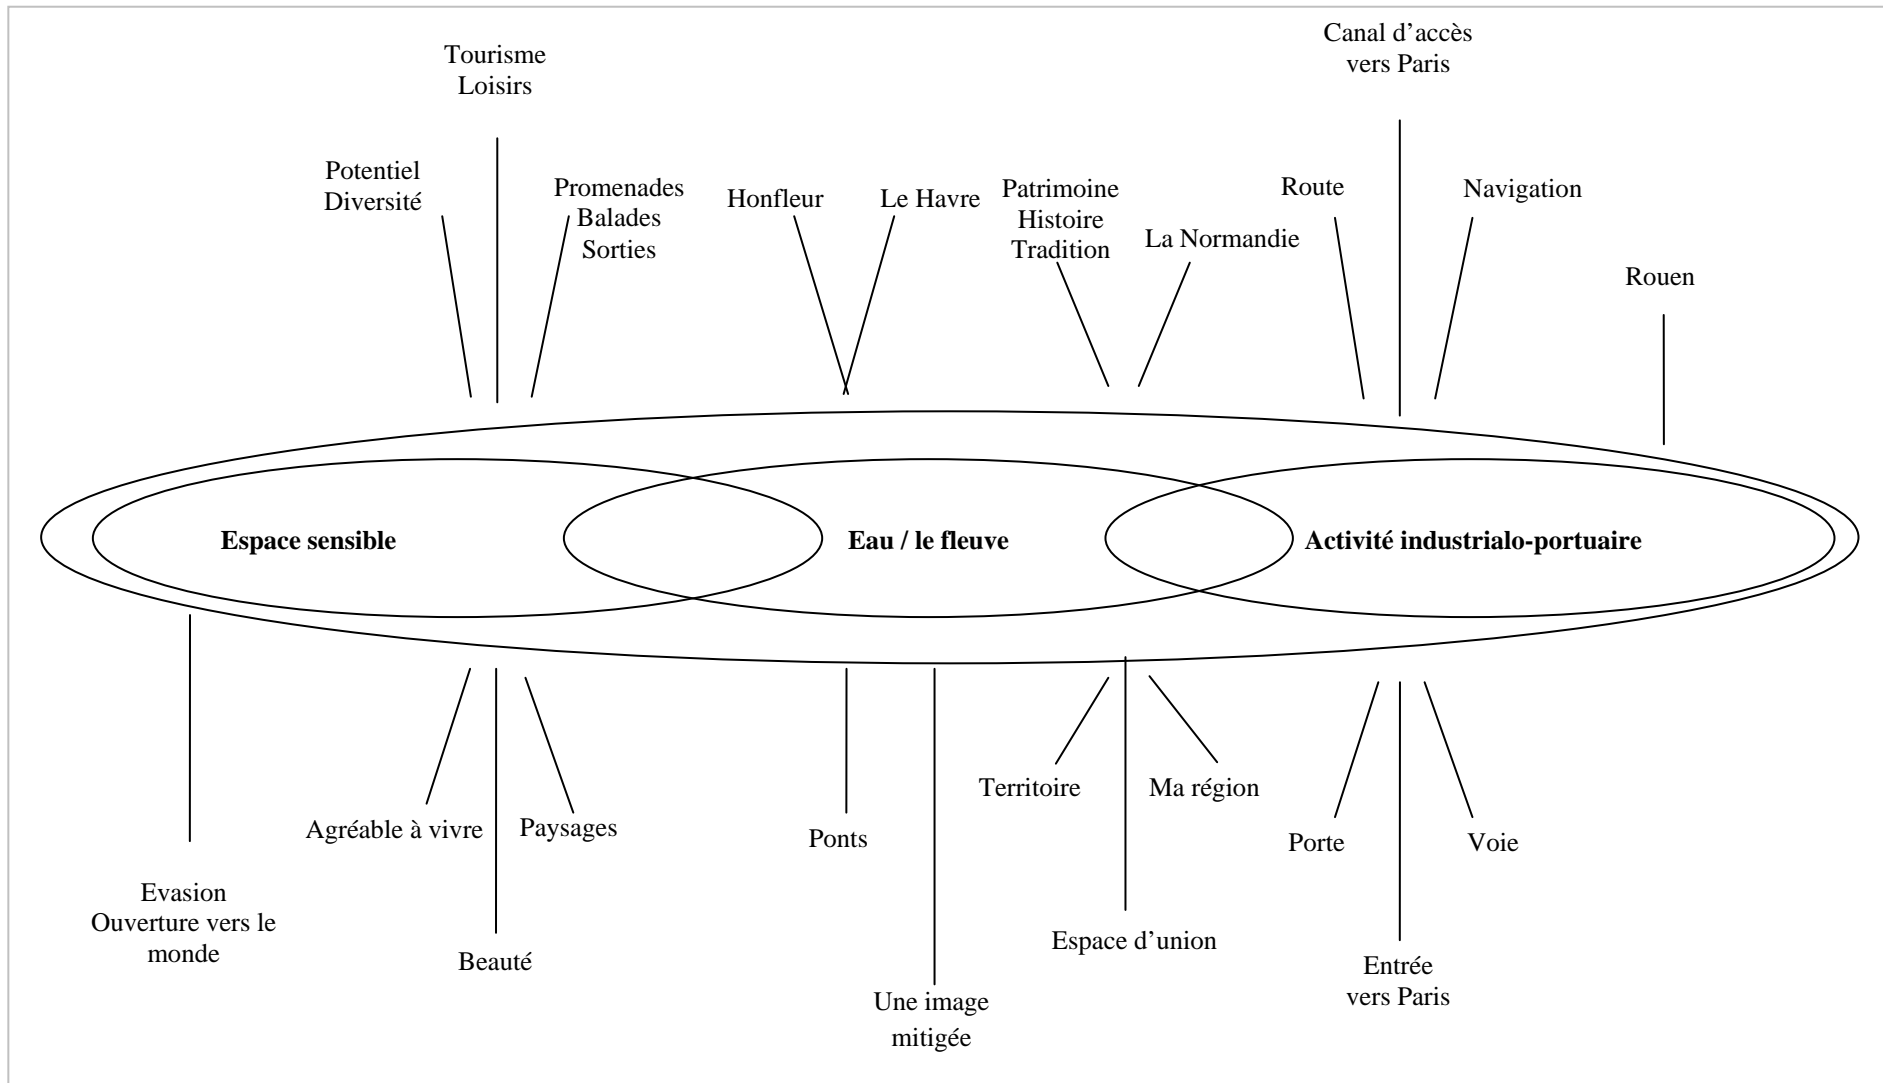 Tourisme
Loisirs
Canal d’accès
vers Paris
Potentiel
Diversité
Promenades
Balades
Sorties
Honfleur
Le Havre
Patrimoine
Histoire
Tradition
La Normandie
Route
Navigation
Rouen
Espace sensible
Eau / le fleuve
Activité industrialo-portuaire
Evasion
Ouverture vers le
monde
Agréable à vivre
Beauté
Paysages
Ponts
Une image
mitigée
Territoire
Espace d’union
Ma région
Porte
Entrée
vers Paris
Voie